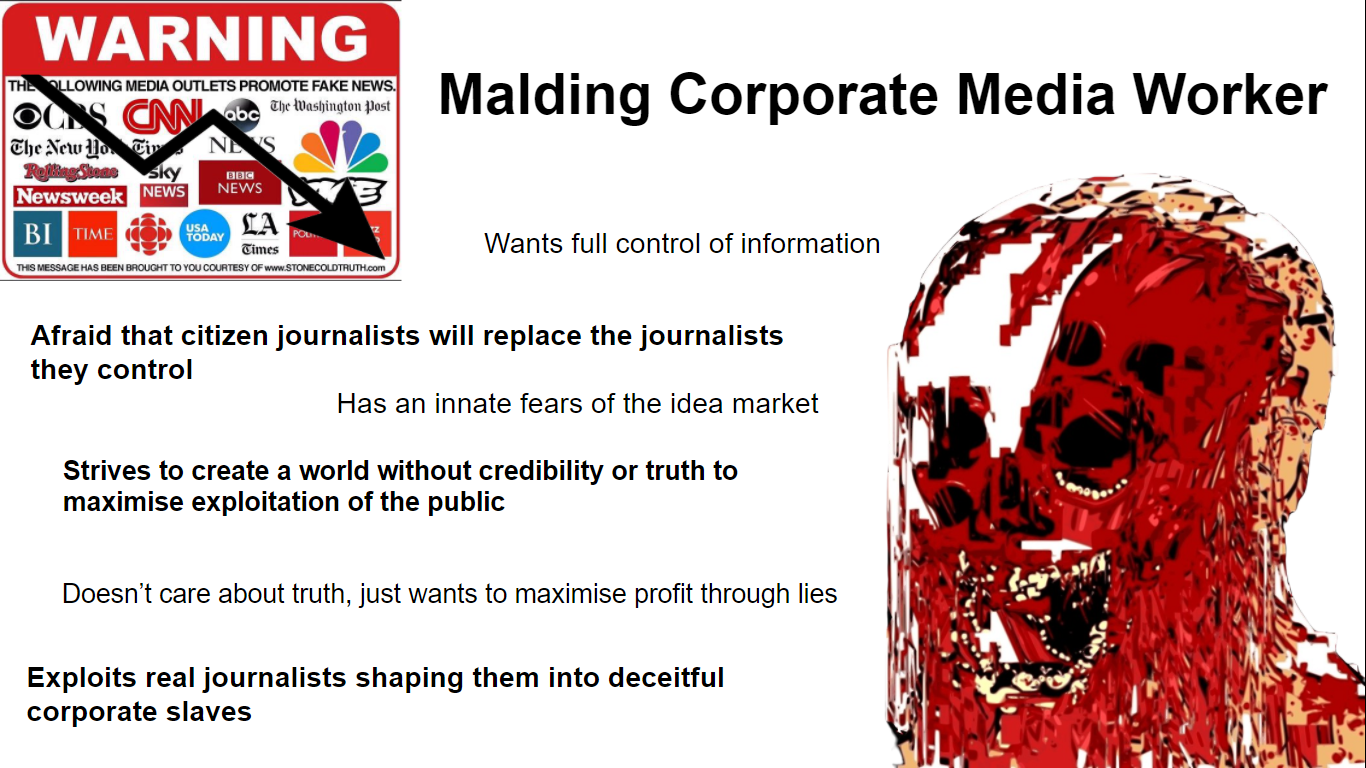 WARNING
THE FOLLOWING MEDIA OUTLETS PROMOTE FAKE NEWS.
CBS CNN abc The Washington Post
The New York Times NEWS
RollingStone sky
Newsweek NEWS BBC NEWS VICE
BI TIME USA TODAY LA Times
THIS MESSAGE HAS BEEN BROUGHT TO YOU COURTESY OF www.STONECOLDTRUTH.com
Malding Corporate Media Worker
Wants full control of information
Afraid that citizen journalists will replace the journalists
they control
Has an innate fears of the idea market
Strives to create a world without credibility or truth to
maximise exploitation of the public
Doesn’t care about truth, just wants to maximise profit through lies
Exploits real journalists shaping them into deceitful
corporate slaves